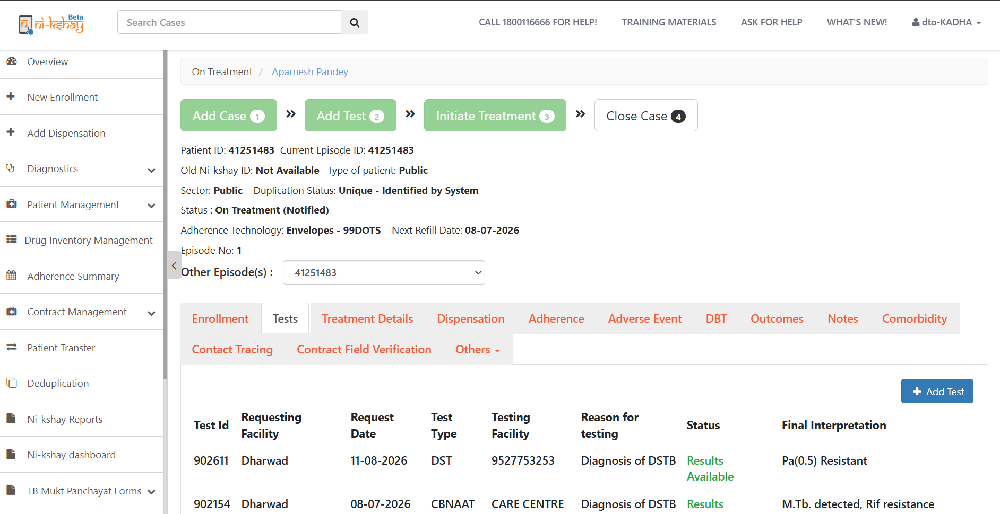 Beta
ni-kshay
Search Cases
CALL 1800116666 FOR HELP!
TRAINING MATERIALS
ASK FOR HELP
WHAT'S NEW!
dto-KADHA
Overview
New Enrollment
Add Dispensation
Diagnostics
Patient Management
Drug Inventory Management
Adherence Summary
Contract Management
Patient Transfer
Deduplication
Ni-kshay Reports
Ni-kshay dashboard
TB Mukt Panchayat Forms
On Treatment / Aparnesh Pandey
Add Case 1 » Add Test 2 » Initiate Treatment 3 » Close Case 4
Patient ID: 41251483 Current Episode ID: 41251483
Old Ni-kshay ID: Not Available Type of patient: Public
Sector: Public Duplication Status: Unique - Identified by System
Status : On Treatment (Notified)
Adherence Technology: Envelopes - 99DOTS Next Refill Date: 08-07-2026
Episode No: 1
Other Episode(s) : 41251483
Enrollment Tests Treatment Details Dispensation Adherence Adverse Event DBT Outcomes Notes Comorbidity
Contact Tracing Contract Field Verification Others
Add Test
Test Id Requesting Facility Request Date Test Type Testing Facility Reason for testing Status Final Interpretation
902611 Dharwad 11-08-2026 DST 9527753253 Diagnosis of DSTB Results Available Pa(0.5) Resistant
902154 Dharwad 08-07-2026 CBNAAT CARE CENTRE Diagnosis of DSTB Results M.Tb. detected, Rif resistance